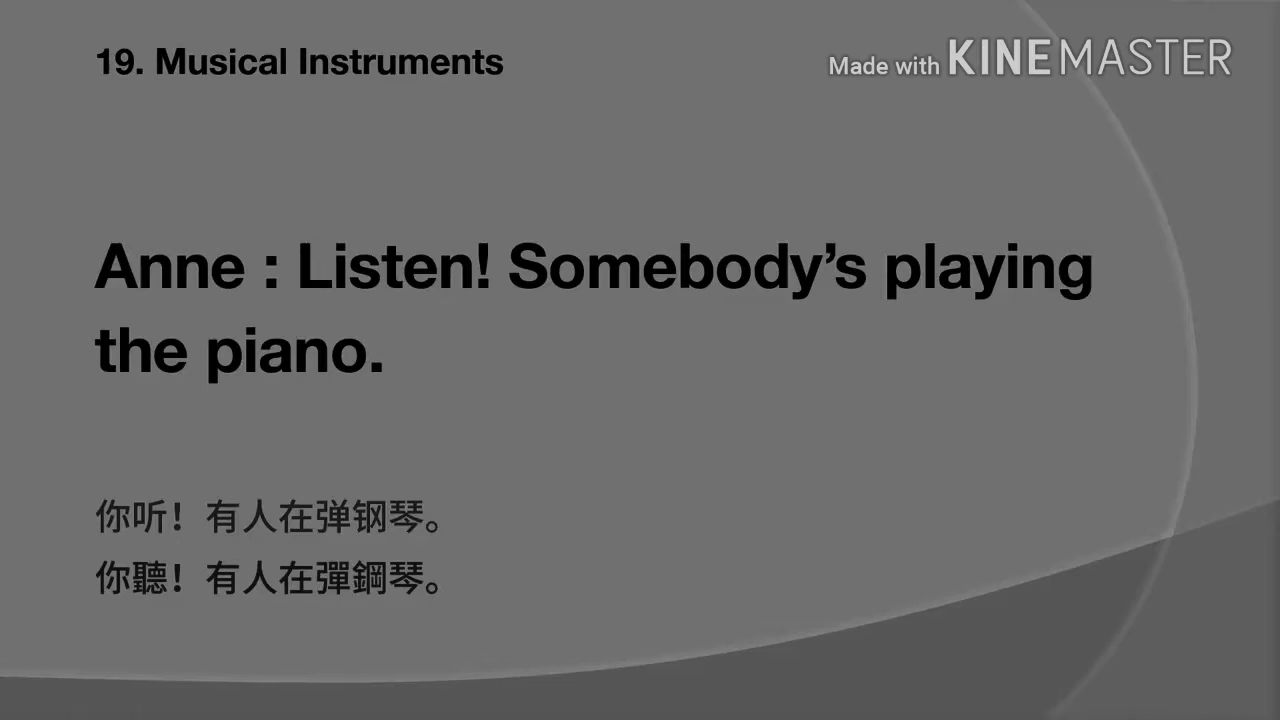 19. Musical Instruments
Made with KINEMASTER
Anne : Listen! Somebody’s playing
the piano.
你听！有人在弹钢琴。
你聽！有人在彈鋼琴。